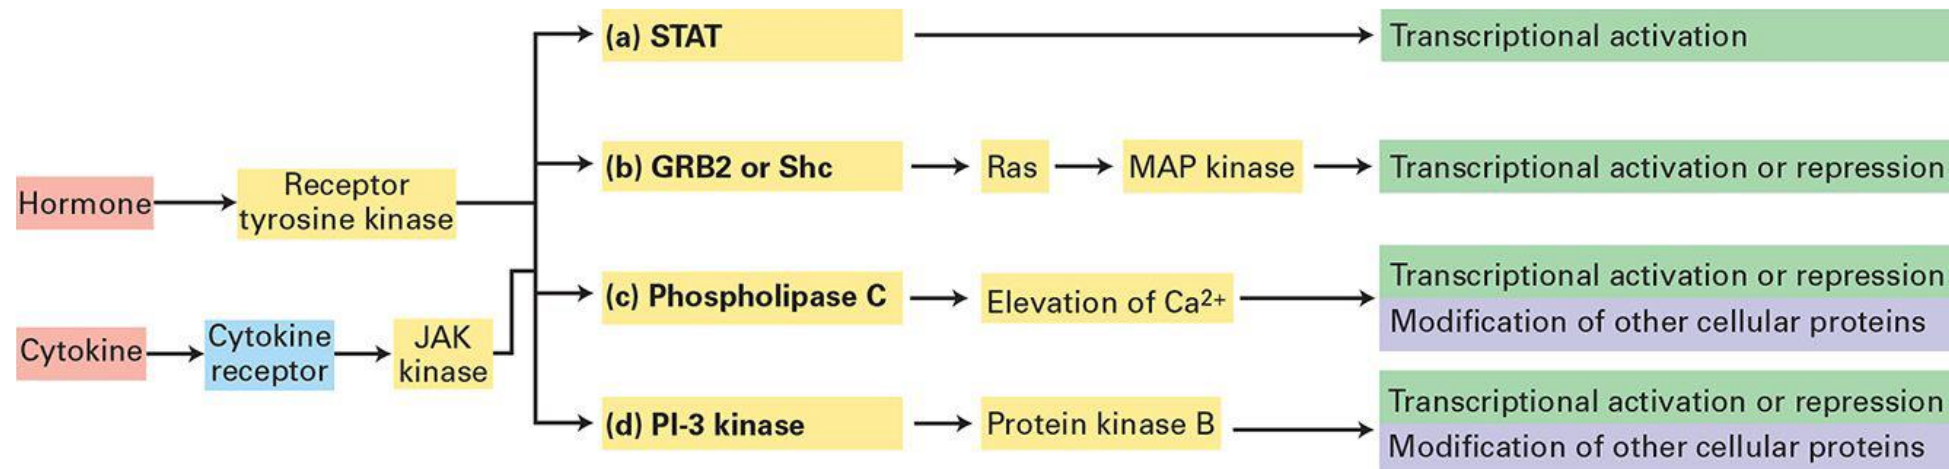 Hormone
Receptor
tyrosine kinase
Cytokine
Cytokine
receptor
JAK
kinase
(a) STAT
Transcriptional activation
(b) GRB2 or Shc
Ras
MAP kinase
Transcriptional activation or repression
(c) Phospholipase C
Elevation of Ca²⁺
Transcriptional activation or repression
Modification of other cellular proteins
(d) PI-3 kinase
Protein kinase B
Transcriptional activation or repression
Modification of other cellular proteins